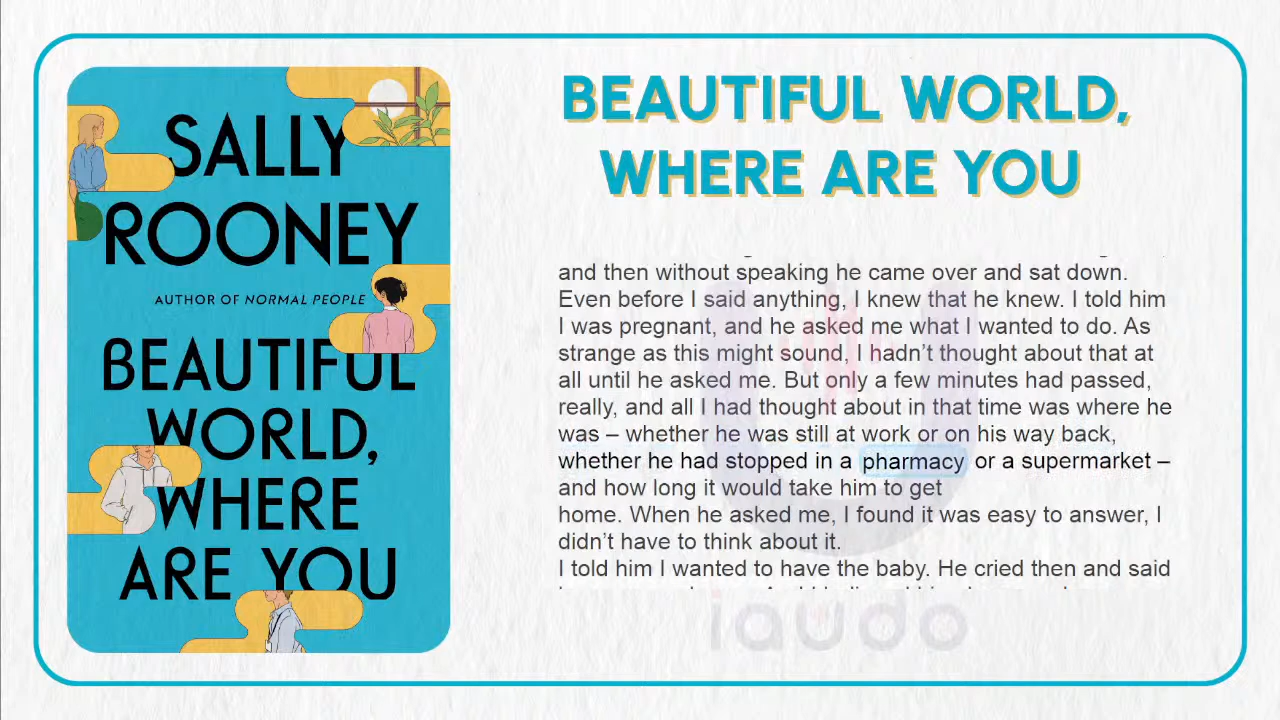 SALLY
ROONEY
AUTHOR OF NORMAL PEOPLE
BEAUTIFUL
WORLD,
WHERE
ARE YOU
BEAUTIFUL WORLD,
WHERE ARE YOU
and then without speaking he came over and sat down.
Even before I said anything, I knew that he knew. I told him
I was pregnant, and he asked me what I wanted to do. As
strange as this might sound, I hadn’t thought about that at
all until he asked me. But only a few minutes had passed,
really, and all I had thought about in that time was where he
was – whether he was still at work or on his way back,
whether he had stopped in a pharmacy or a supermarket –
and how long it would take him to get
home. When he asked me, I found it was easy to answer, I
didn’t have to think about it.
I told him I wanted to have the baby. He cried then and said
iaudo